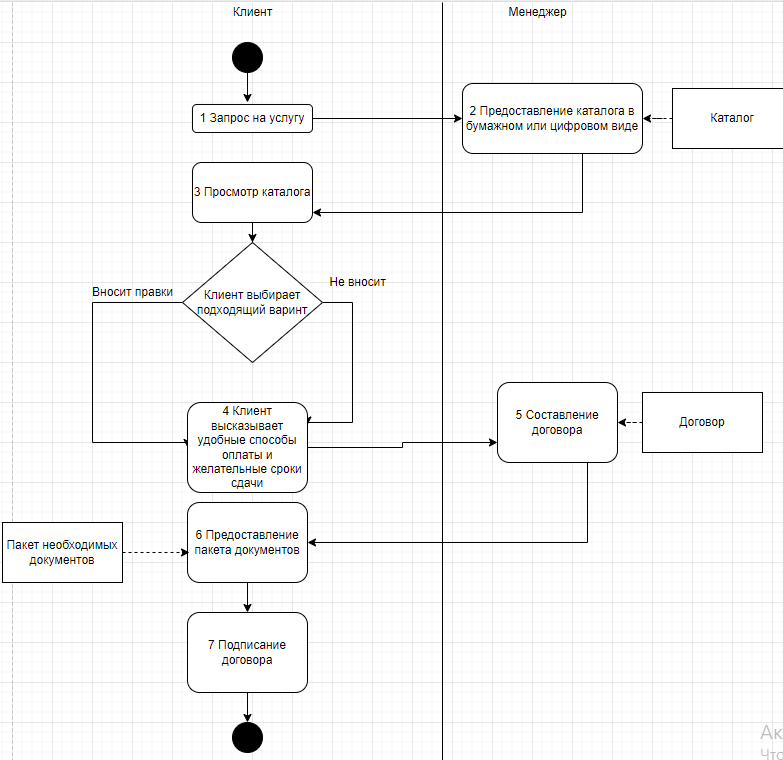 Клиент
Менеджер
1 Запрос на услугу
2 Предоставление каталога в
бумажном или цифровом виде
Каталог
3 Просмотр каталога
Вносит правки
Не вносит
Клиент выбирает
подходящий варинт
4 Клиент
высказывает
удобные способы
оплаты и
желательные сроки
сдачи
5 Составление
договора
Договор
6 Предоставление
пакета документов
Пакет необходимых
документов
7 Подписание
договора
Ак
Что